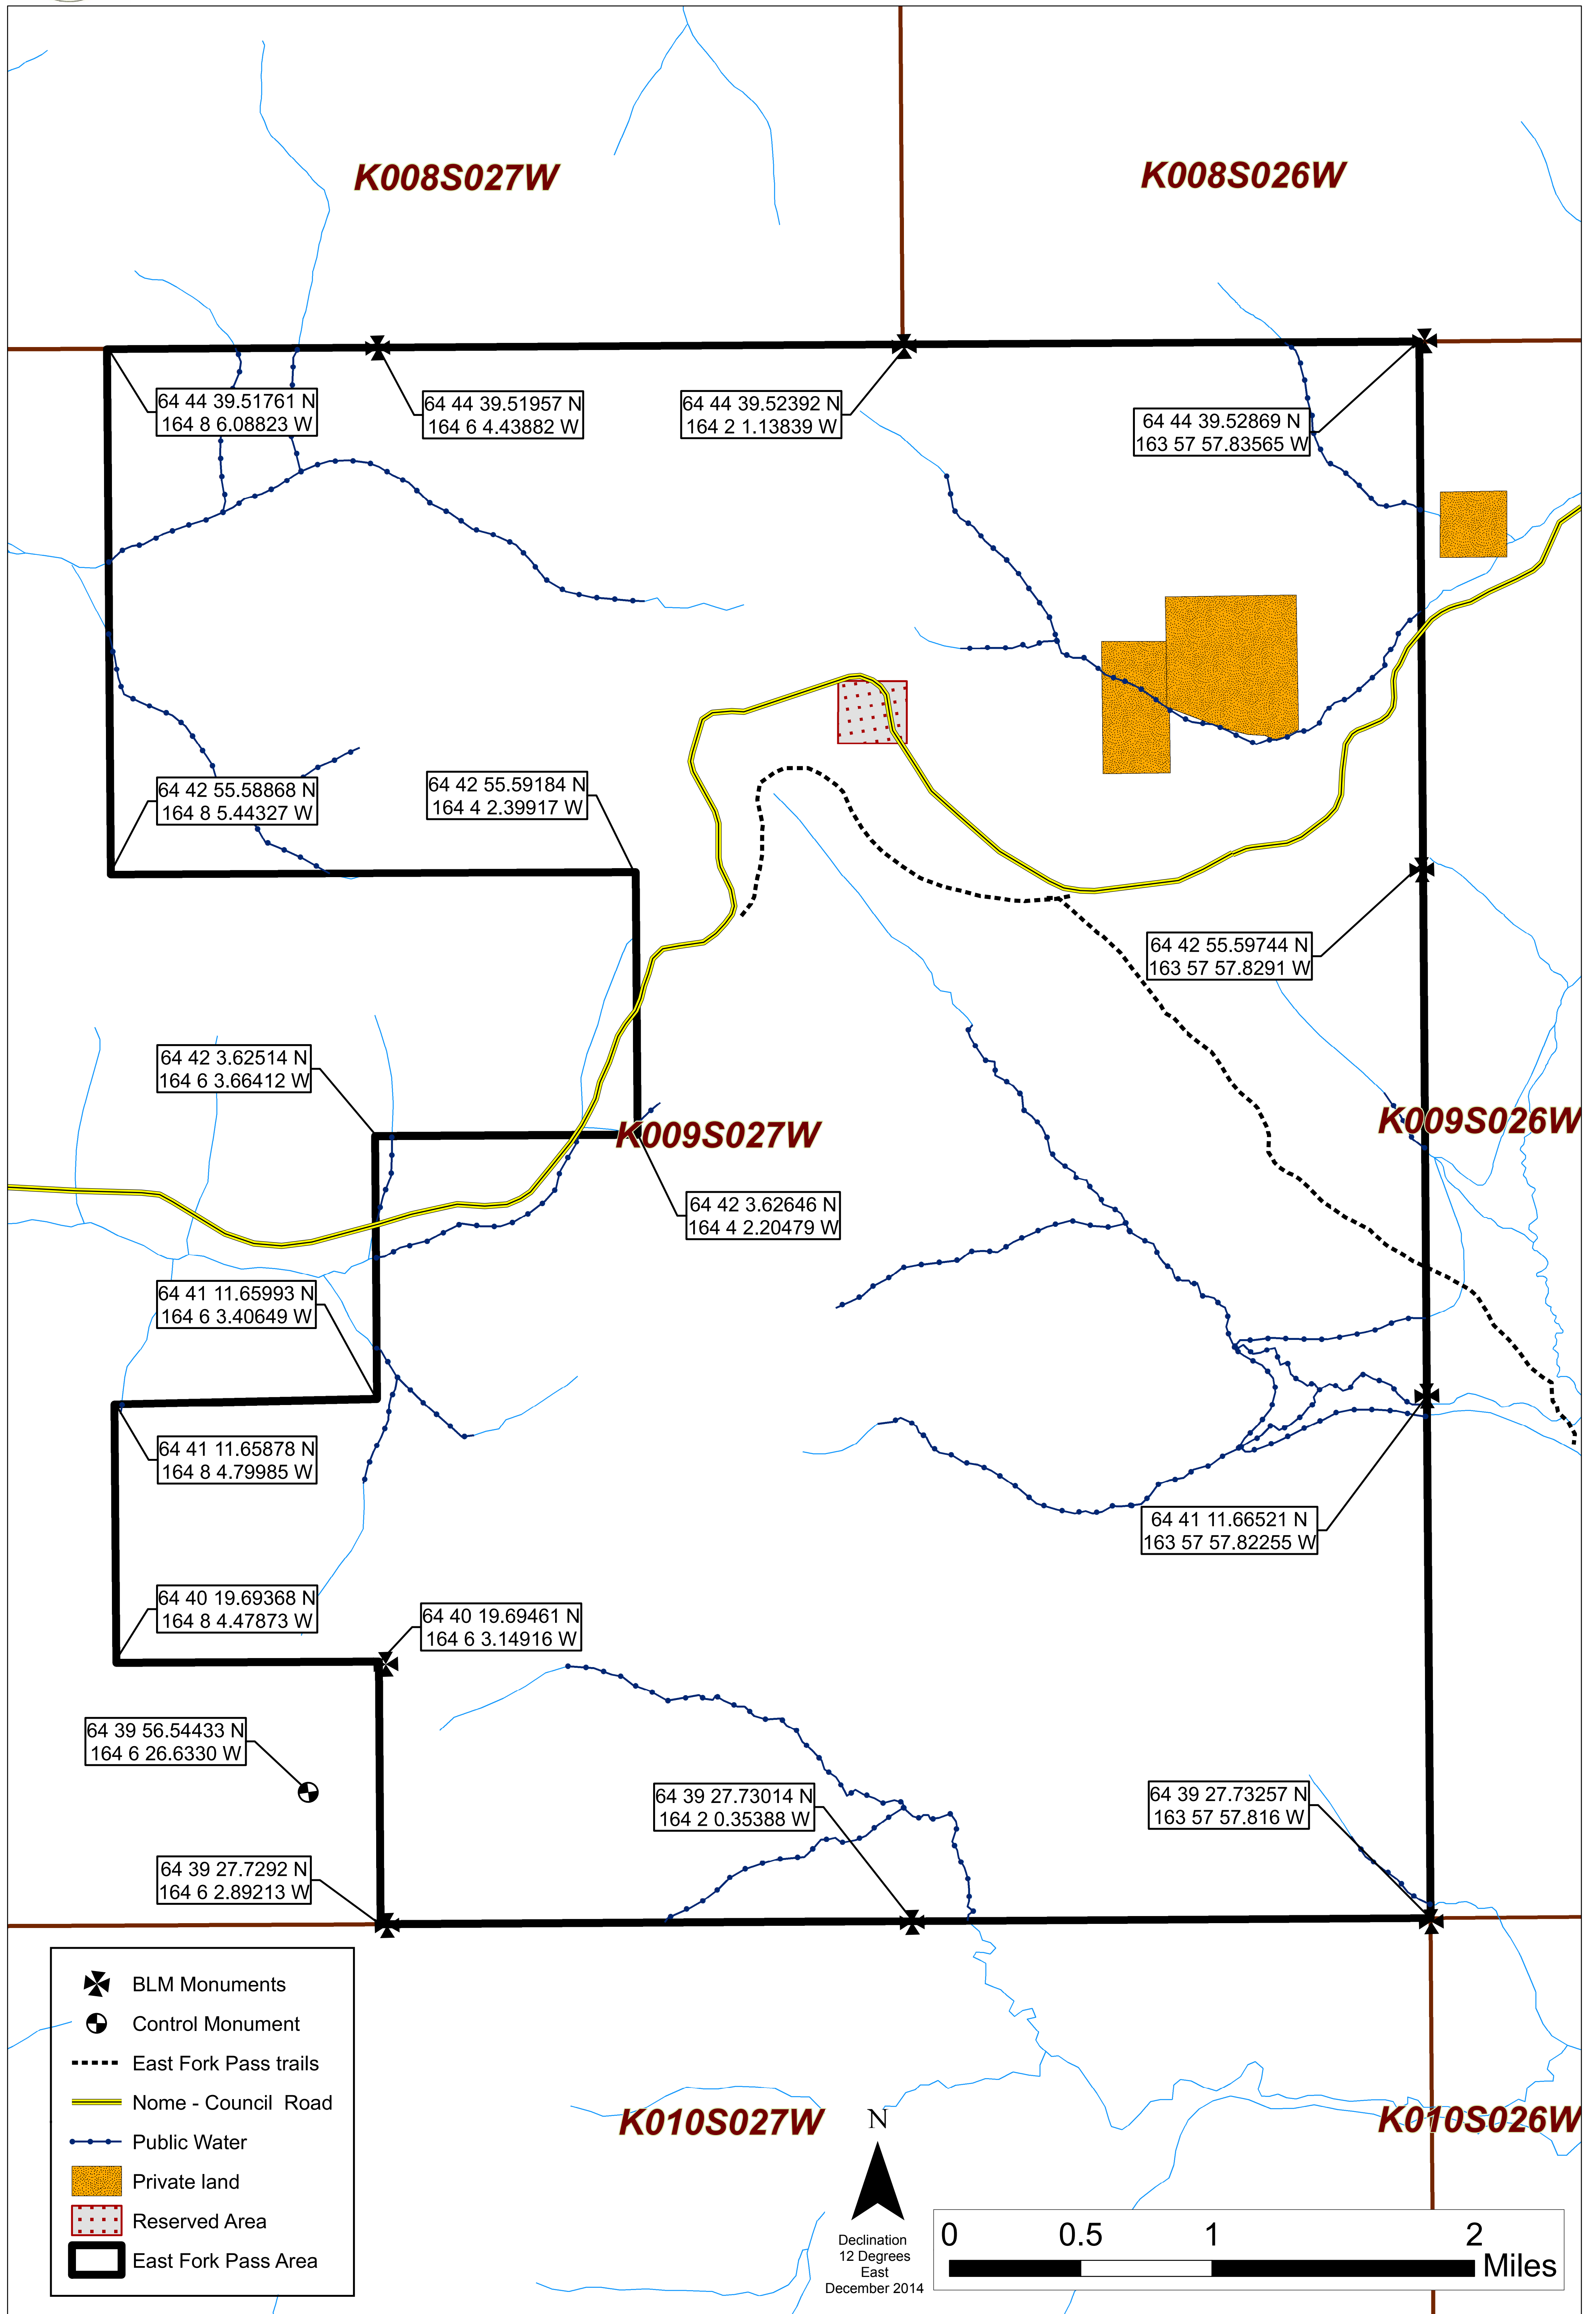 K008S027W
K008S026W
64 44 39.51761 N
164 8 6.08823 W
64 44 39.51957 N
164 6 4.43882 W
64 44 39.52392 N
164 2 1.13839 W
64 44 39.52869 N
163 57 57.83565 W
64 42 55.58868 N
164 8 5.44327 W
64 42 55.59184 N
164 4 2.39917 W
64 42 55.59744 N
163 57 57.8291 W
64 42 3.62514 N
164 6 3.66412 W
K009S027W
K009S026W
64 42 3.62646 N
164 4 2.20479 W
64 41 11.65993 N
164 6 3.40649 W
64 41 11.65878 N
164 8 4.79985 W
64 41 11.66521 N
163 57 57.82255 W
64 40 19.69368 N
164 8 4.47873 W
64 40 19.69461 N
164 6 3.14916 W
64 39 56.54433 N
164 6 26.6330 W
64 39 27.73014 N
164 2 0.35388 W
64 39 27.73257 N
163 57 57.816 W
64 39 27.7292 N
164 6 2.89213 W
BLM Monuments
Control Monument
East Fork Pass trails
Nome - Council Road
Public Water
Private land
Reserved Area
East Fork Pass Area
K010S027W
K010S026W
N
Declination
12 Degrees
East
December 2014
0 0.5 1 2
Miles